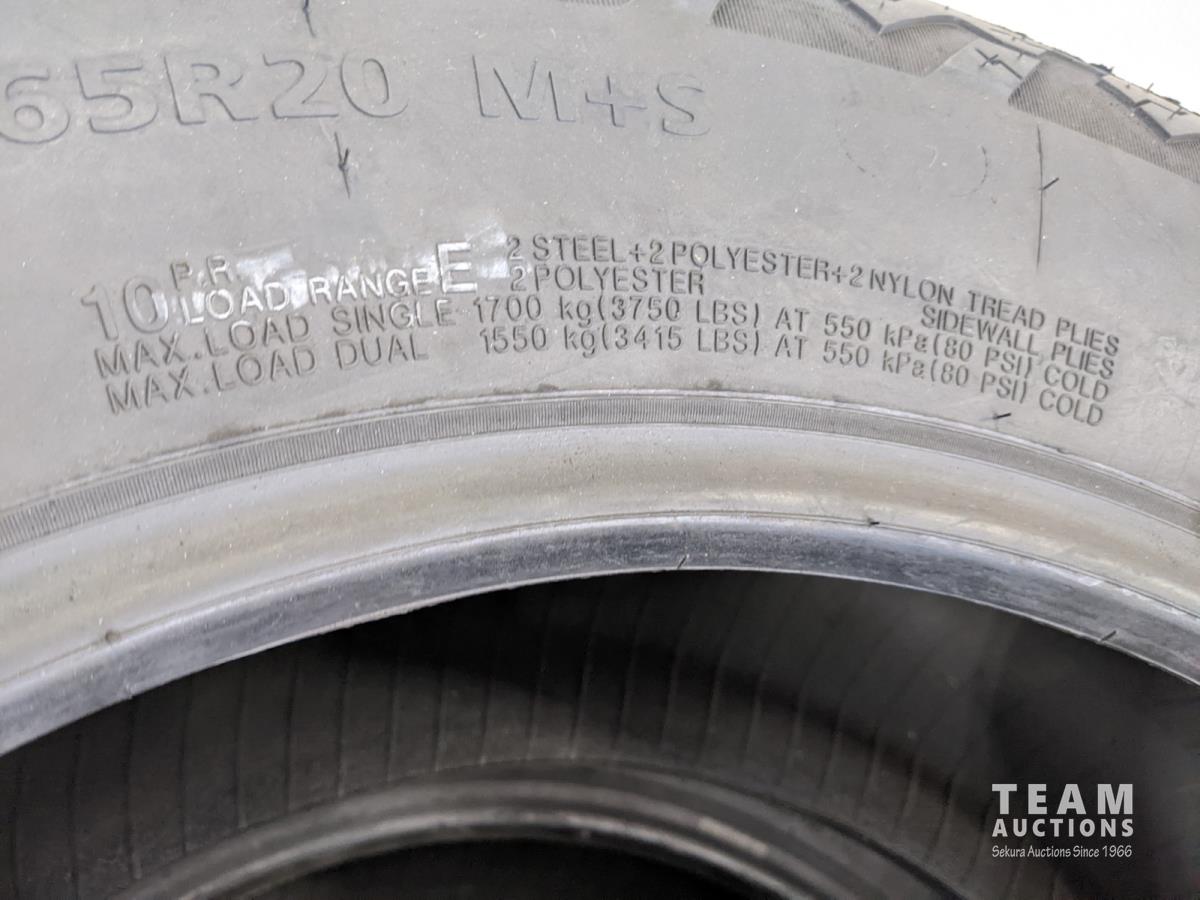 65R20 M+S
10 P.R. LOAD RANGE E
2 STEEL+2 POLYESTER+2 NYLON TREAD PLIES
2 POLYESTER SIDEWALL PLIES
MAX.LOAD SINGLE 1700 kg(3750 LBS) AT 550 kPa(80 PSI) COLD
MAX.LOAD DUAL 1550 kg(3415 LBS) AT 550 kPa(80 PSI) COLD
TEAM
AUCTIONS
Sekura Auctions Since 1966